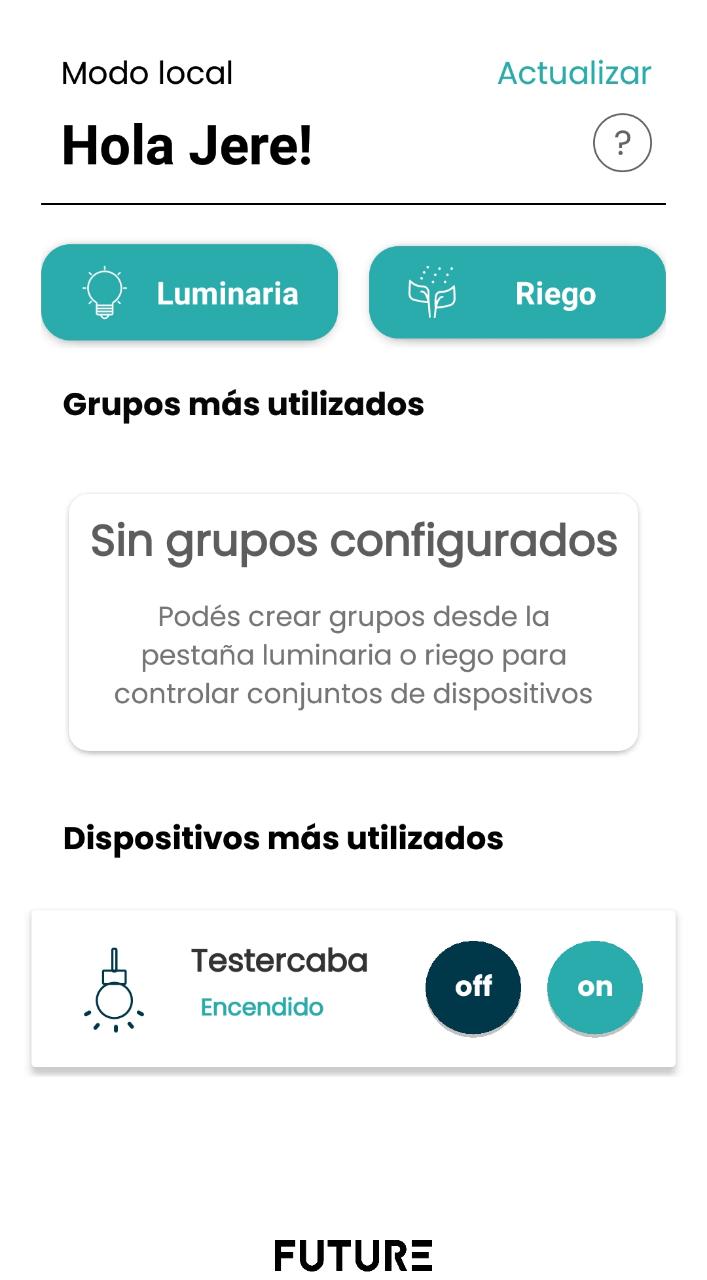 Modo local
Actualizar
Hola Jere!
?
Luminaria
Riego
Grupos más utilizados
Sin grupos configurados
Podés crear grupos desde la
pestaña luminaria o riego para
controlar conjuntos de dispositivos
Dispositivos más utilizados
Testercaba
Encendido
off
on
FUTURE